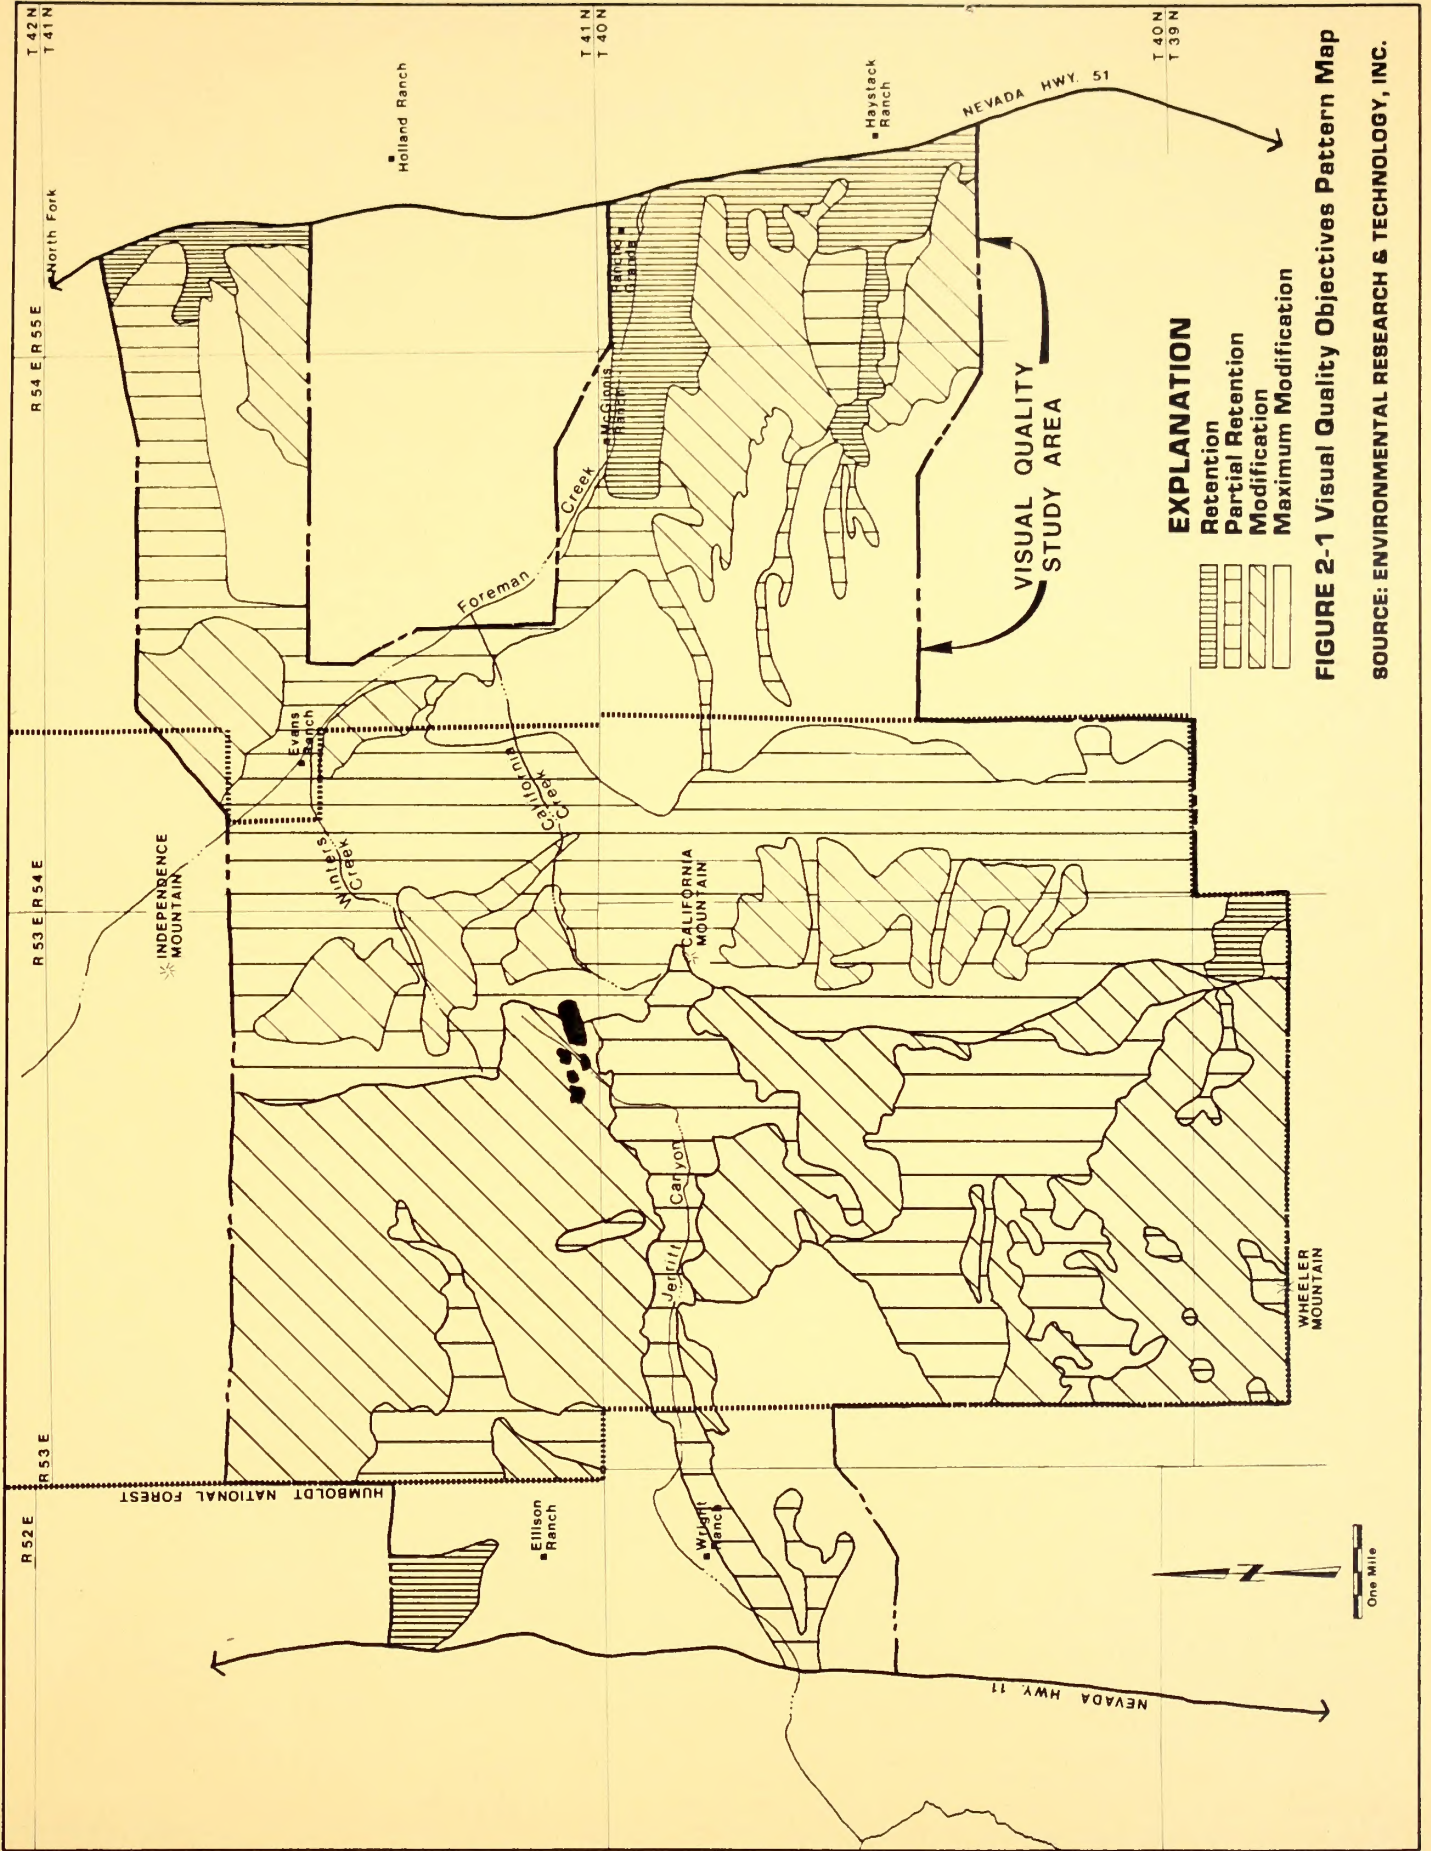 R 52 E
R 53 E
R 53 E R 54 E
R 54 E R 55 E
T 42 N
T 41 N
T 41 N
T 40 N
T 40 N
T 39 N
North Fork
Holland Ranch
Haystack
Ranch
NEVADA HWY. 51
Rancho
Grande
McGinnis
Ranch
Foreman Creek
Evans
Ranch
Winters
Creek
California
Creek
INDEPENDENCE
MOUNTAIN
CALIFORNIA
MOUNTAIN
Jerritt Canyon
HUMBOLDT NATIONAL FOREST
Ellison
Ranch
Wright
Ranch
WHEELER
MOUNTAIN
NEVADA HWY. 11
N
One Mile
VISUAL QUALITY
STUDY AREA
EXPLANATION
Retention
Partial Retention
Modification
Maximum Modification
FIGURE 2-1 Visual Quality Objectives Pattern Map
SOURCE: ENVIRONMENTAL RESEARCH & TECHNOLOGY, INC.